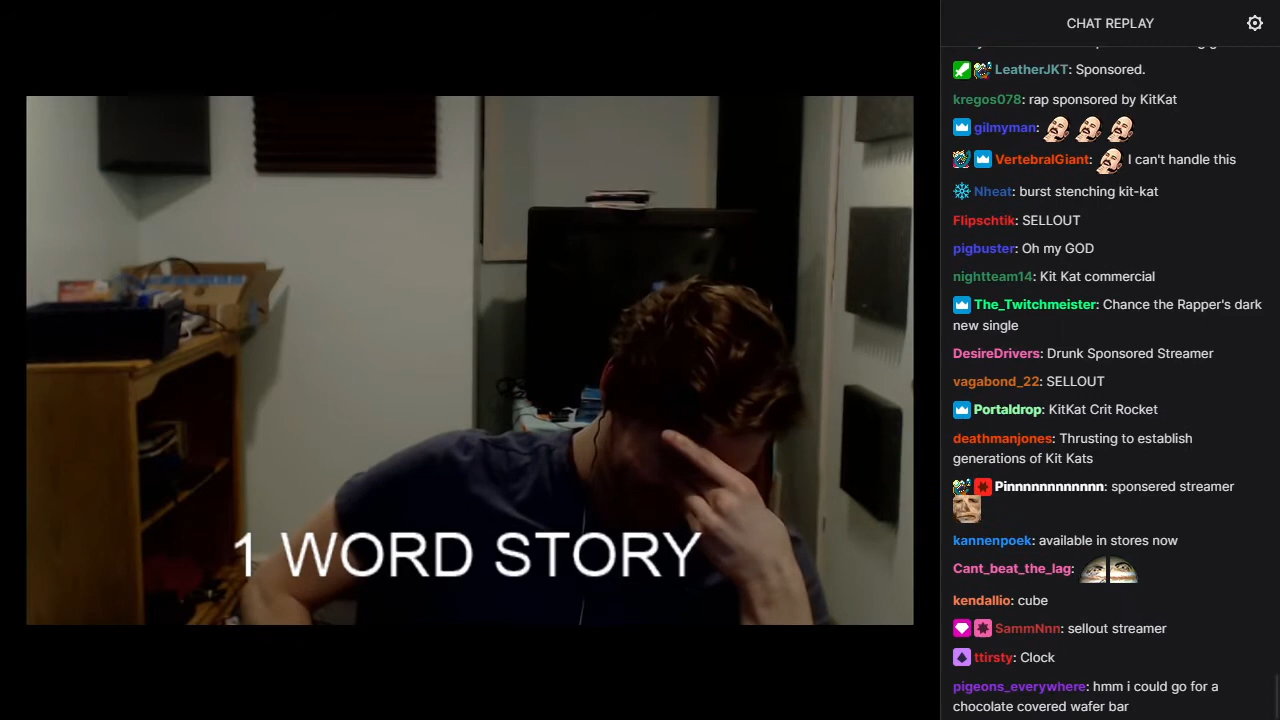 CHAT REPLAY
LeatherJKT: Sponsored.
kregos078: rap sponsored by KitKat
gilmyman:
VertebralGiant: I can't handle this
Nheat: burst stenching kit-kat
Flipschtik: SELLOUT
pigbuster: Oh my GOD
nightteam14: Kit Kat commercial
The_Twitchmeister: Chance the Rapper's dark
new single
DesireDrivers: Drunk Sponsored Streamer
vagabond_22: SELLOUT
Portaldrop: KitKat Crit Rocket
deathmanjones: Thrusting to establish
generations of Kit Kats
Pinnnnnnnnnnn: sponsered streamer
kannenpoek: available in stores now
Cant_beat_the_lag:
kendallio: cube
SammNnn: sellout streamer
ttirsty: Clock
pigeons_everywhere: hmm i could go for a
chocolate covered wafer bar
1 WORD STORY